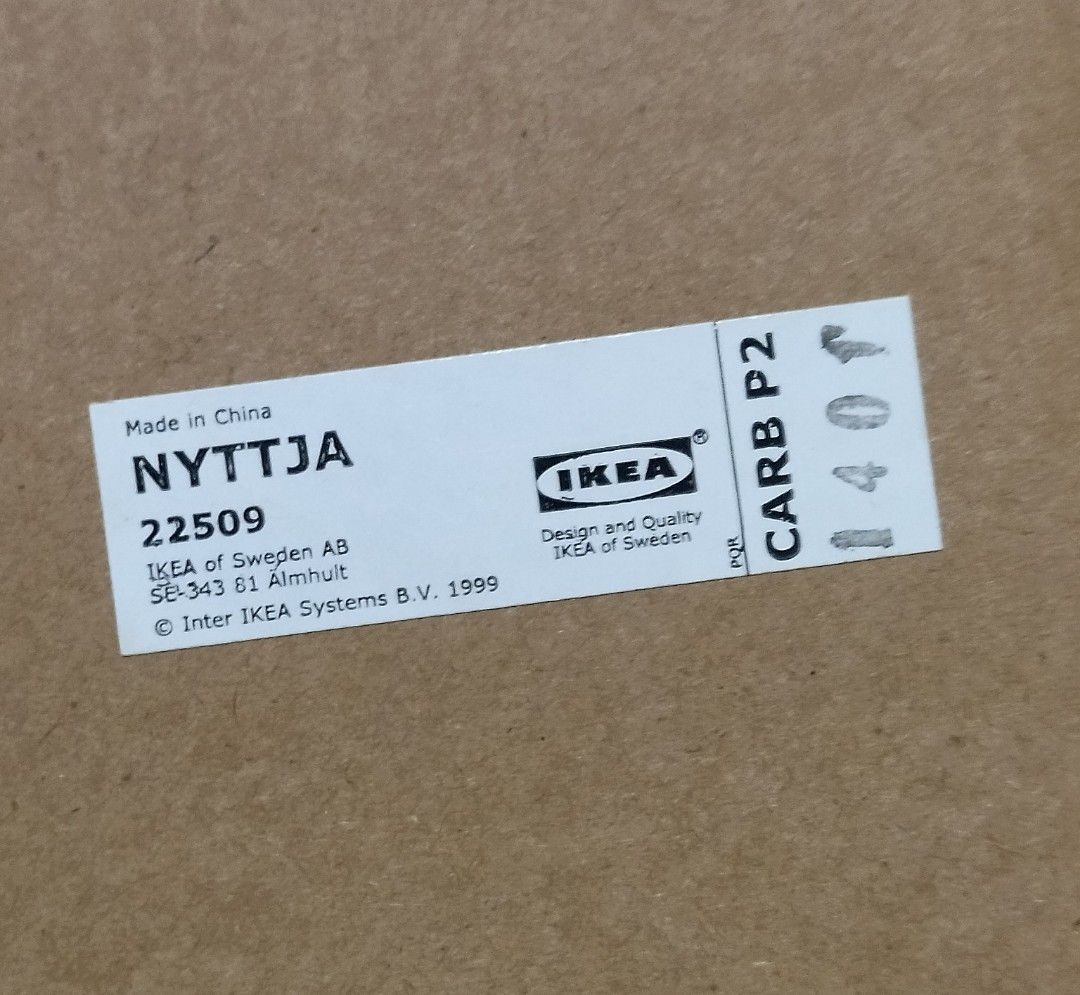 Made in China
NYTTJA
22509
IKEA of Sweden AB
SE-343 81 Älmhult
© Inter IKEA Systems B.V. 1999
IKEA®
Design and Quality
IKEA of Sweden
PQR
CARB P2